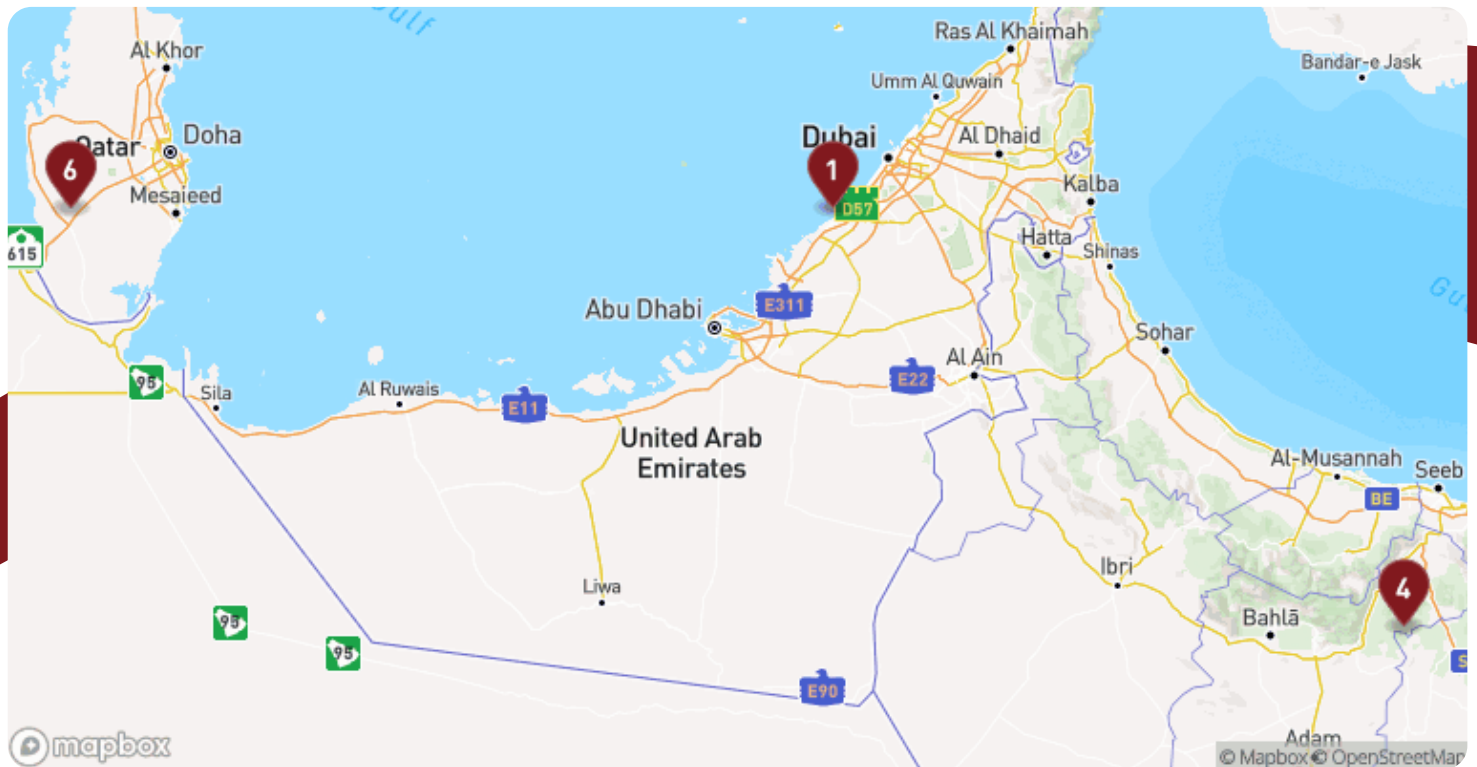 Gulf
Ras Al Khaimah
Al Khor
Bandar-e Jask
Umm Al Quwain
Doha
Dubai
Al Dhaid
Qatar
6
1
Mesaieed
Kalba
D57
615
Hatta
Shinas
Gu
Abu Dhabi
E311
Sohar
Al Ain
95
Sila
Al Ruwais
E22
E11
United Arab
Emirates
Al-Musannah
Seeb
BE
Ibri
Liwa
4
95
Bahlā
95
S
E90
Adam
mapbox
© Mapbox © OpenStreetMap